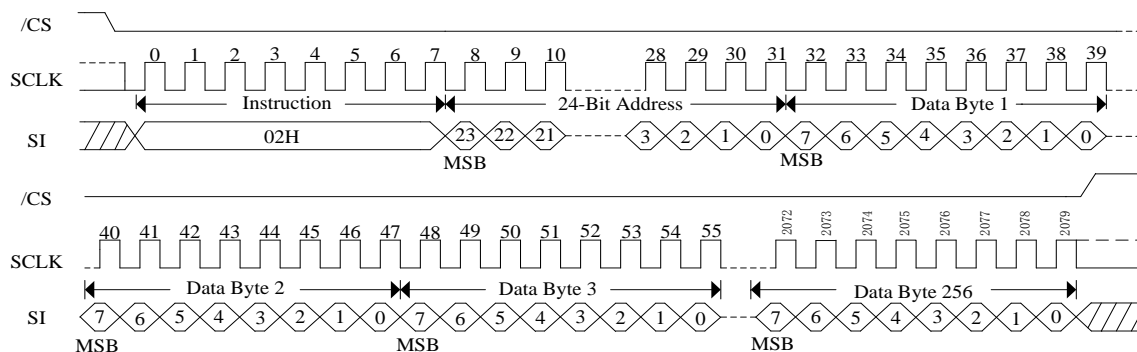 /CS
0 1 2 3 4 5 6 7 8 9 10 28 29 30 31 32 33 34 35 36 37 38 39
SCLK
Instruction 24-Bit Address Data Byte 1
SI 02H 23 22 21 3 2 1 0 7 6 5 4 3 2 1 0
MSB MSB
/CS
40 41 42 43 44 45 46 47 48 49 50 51 52 53 54 55 2072 2073 2074 2075 2076 2077 2078 2079
SCLK
Data Byte 2 Data Byte 3 Data Byte 256
SI 7 6 5 4 3 2 1 0 7 6 5 4 3 2 1 0 7 6 5 4 3 2 1 0
MSB MSB MSB